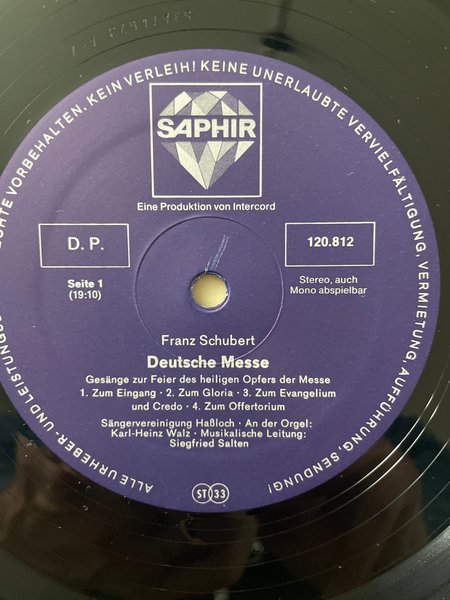 SAPHIR
Eine Produktion von Intercord
D. P.
120.812
Seite 1
(19:10)
Stereo, auch
Mono abspielbar
Franz Schubert
Deutsche Messe
Gesänge zur Feier des heiligen Opfers der Messe
1. Zum Eingang · 2. Zum Gloria · 3. Zum Evangelium
und Credo · 4. Zum Offertorium
Sängervereinigung Haßloch · An der Orgel:
Karl-Heinz Walz · Musikalische Leitung:
Siegfried Salten
ST 33
ALLE URHEBER- UND LEISTUNGS VORBEHALTEN. KEIN VERLEIH! KEINE UNERLAUBTE VERVIELFÄLTIGUNG, VERMIETUNG, AUFFÜHRUNG, SENDUNG!